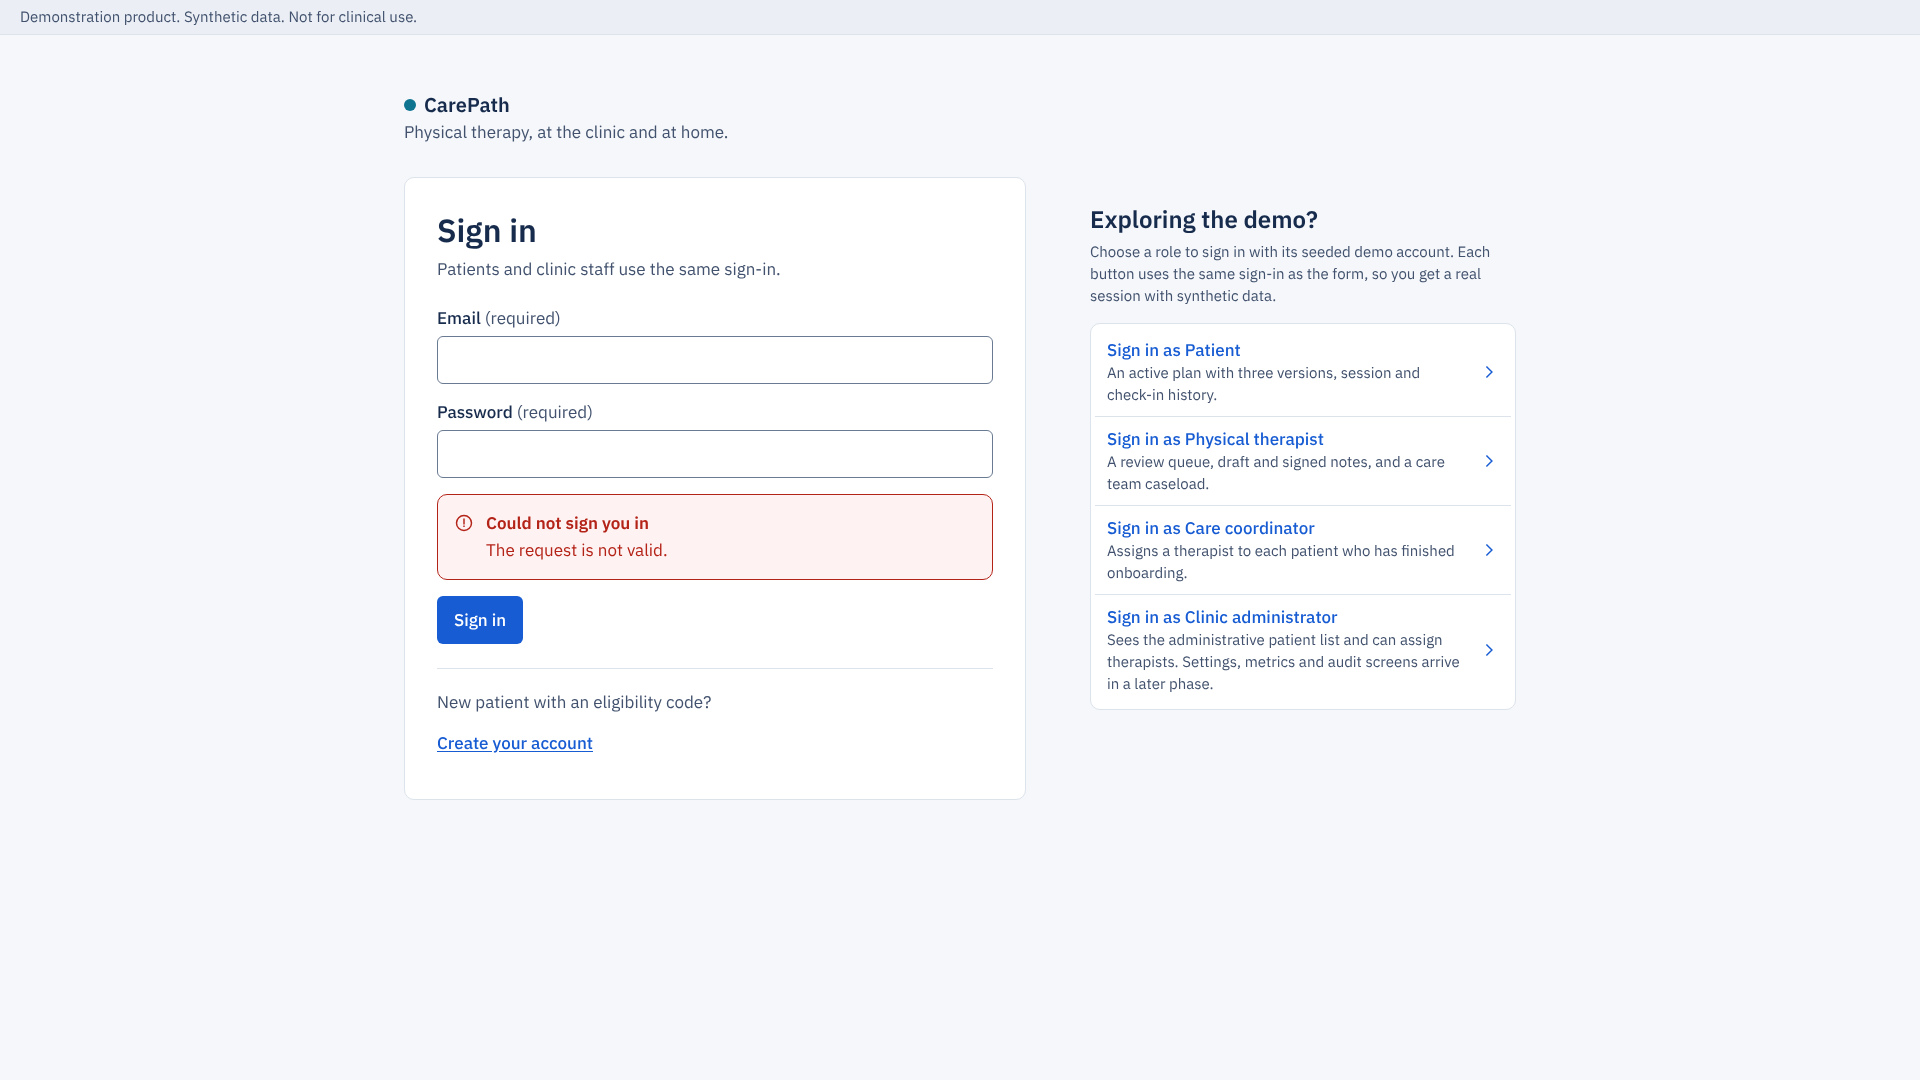 Demonstration product. Synthetic data. Not for clinical use.
CarePath
Physical therapy, at the clinic and at home.
Sign in
Patients and clinic staff use the same sign-in.
Email (required)
Password (required)
Could not sign you in
The request is not valid.
Sign in
New patient with an eligibility code?
Create your account
Exploring the demo?
Choose a role to sign in with its seeded demo account. Each
button uses the same sign-in as the form, so you get a real
session with synthetic data.
Sign in as Patient
An active plan with three versions, session and
check-in history.
Sign in as Physical therapist
A review queue, draft and signed notes, and a care
team caseload.
Sign in as Care coordinator
Assigns a therapist to each patient who has finished
onboarding.
Sign in as Clinic administrator
Sees the administrative patient list and can assign
therapists. Settings, metrics and audit screens arrive
in a later phase.